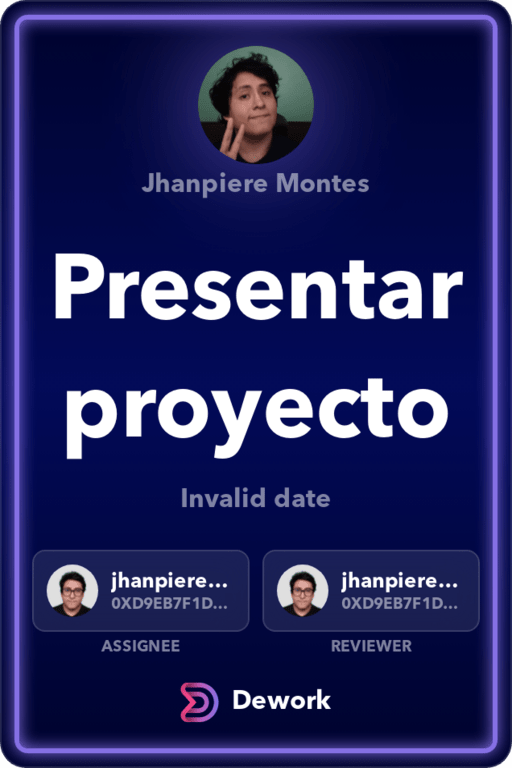 Jhanpiere Montes
Presentar
proyecto
Invalid date
jhanpiere...
0XD9EB7F1D...
jhanpiere...
0XD9EB7F1D...
ASSIGNEE
REVIEWER
Dework